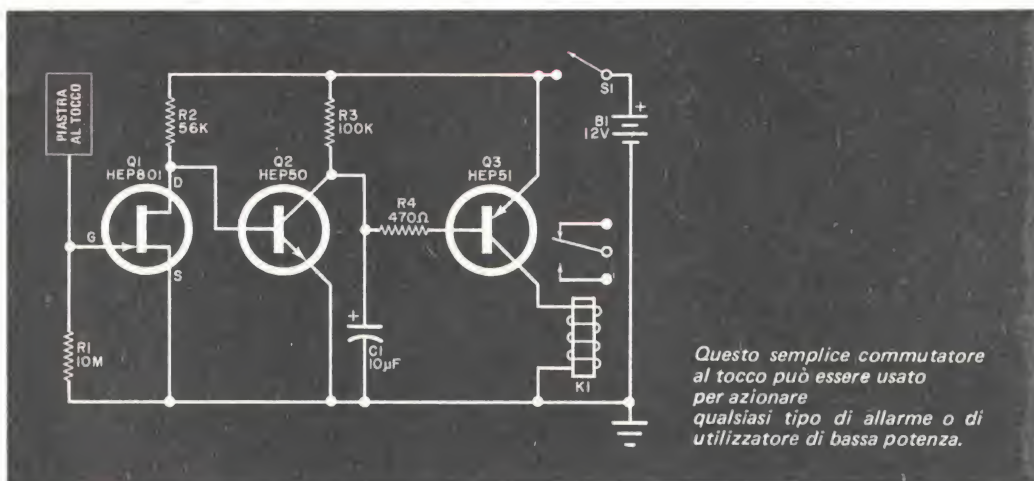 PIASTRA
AL TOCCO
R1
10M
Q1
HEP801
G
D
S
R2
56K
Q2
HEP50
R3
100K
C1
10µF
R4
470Ω
Q3
HEP51
K1
S1
B1
12V
+
+
Questo semplice commutatore
al tocco può essere usato
per azionare
qualsiasi tipo di allarme o di
utilizzatore di bassa potenza.